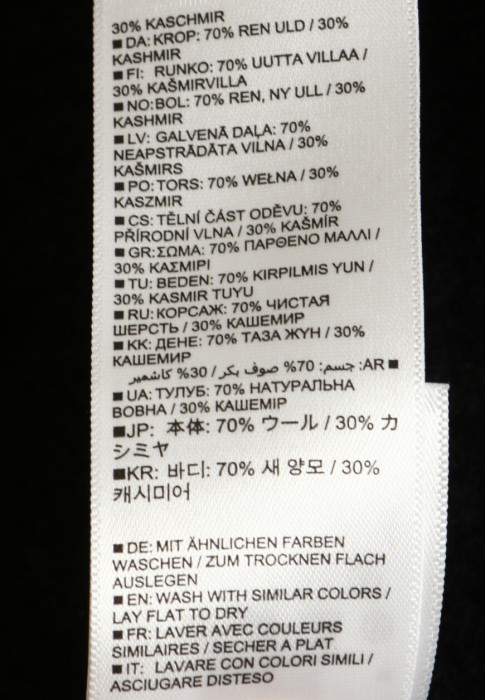 30% KASCHMIR
■ DA: KROP: 70% REN ULD / 30%
KASHMIR
■ FI: RUNKO: 70% UUTTA VILLAA /
30% KAŠMIRVILLA
■ NO:BOL: 70% REN, NY ULL / 30%
KASHMIR
■ LV: GALVENĀ DAĻA: 70%
NEAPSTRĀDĀTA VILNA / 30%
KAŠMIRS
■ PO: TORS: 70% WEŁNA / 30%
KASZMIR
■ CS: TĚLNÍ ČÁST ODĚVU: 70%
PŘÍRODNÍ VLNA / 30% KAŠMÍR
■ GR:ΣΩΜΑ: 70% ΠΑΡΘΕΝΟ ΜΑΛΛΙ /
30% ΚΑΣΜΙΡΙ
■ TU: BEDEN: 70% KIRPILMIS YUN /
30% KASMIR TUYU
■ RU: КОРСАЖ: 70% ЧИСТАЯ
ШЕРСТЬ / 30% КАШЕМИР
■ KK: ДЕНЕ: 70% ТАЗА ЖҮН / 30%
КАШЕМИР
■ AR: جسم: 70% صوف بكر / 30% كاشمير
■ UA: ТУЛУБ: 70% НАТУРАЛЬНА
ВОВНА / 30% КАШЕМІР
■JP: 本体: 70% ウール / 30% カ
シミヤ
■KR: 바디: 70% 새 양모 / 30%
캐시미어
■ DE: MIT ÄHNLICHEN FARBEN
WASCHEN / ZUM TROCKNEN FLACH
AUSLEGEN
■ EN: WASH WITH SIMILAR COLORS /
LAY FLAT TO DRY
■ FR: LAVER AVEC COULEURS
SIMILAIRES / SECHER A PLAT
■ IT: LAVARE CON COLORI SIMILI /
ASCIUGARE DISTESO